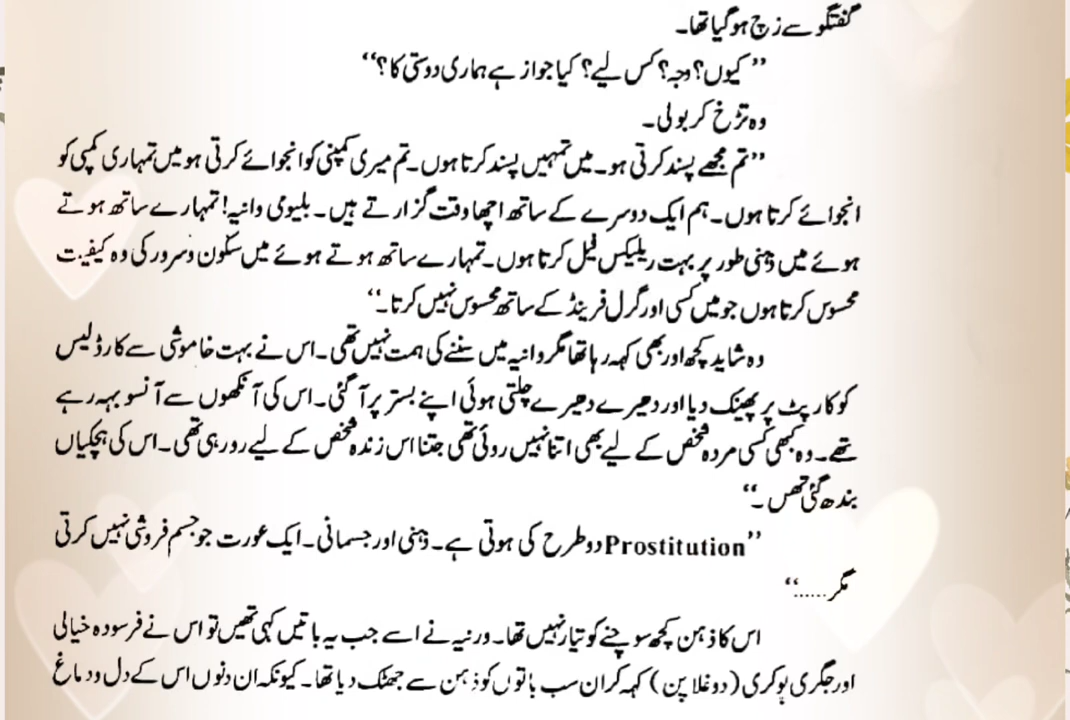 گفتگو سے زچ ہوگیا تھا۔
’’کیوں؟ وجہ؟ کس لیے؟ کیا جواز ہے ہماری دوستی کا؟‘‘
وہ تڑخ کر بولی۔
’’تم مجھے پسند کرتی ہو۔ میں تمہیں پسند کرتا ہوں۔ تم میری کمپنی کو انجوائے کرتی ہو میں تمہاری کمپنی کو
انجوائے کرتا ہوں۔ ہم ایک دوسرے کے ساتھ اچھا وقت گزارتے ہیں۔ بلیومی وانیہ! تمہارے ساتھ ہوتے
ہوئے میں ذہنی طور پر بہت ریلیکس فیل کرتا ہوں۔ تمہارے ساتھ ہوتے ہوئے میں سکون و سرور کی وہ کیفیت
محسوس کرتا ہوں جو میں کسی اور گرل فرینڈ کے ساتھ محسوس نہیں کرتا۔‘‘
وہ شاید کچھ اور بھی کہہ رہا تھا مگر وانیہ میں سننے کی ہمت نہیں تھی۔ اس نے بہت خاموشی سے کارڈلیس
کو کارپٹ پر پھینک دیا اور دھیرے دھیرے چلتی ہوئی اپنے بستر پر آ گئی۔ اس کی آنکھوں سے آنسو بہہ رہے
تھے۔ وہ کبھی کسی مردہ شخص کے لیے بھی اتنا نہیں روئی تھی جتنا اس زندہ شخص کے لیے رو رہی تھی۔ اس کی ہچکیاں
بندھ گئی تھیں۔‘‘
’’Prostitution دو طرح کی ہوتی ہے۔ ذہنی اور جسمانی۔ ایک عورت جو جسم فروشی نہیں کرتی
مگر......‘‘
اس کا ذہن کچھ سوچنے کو تیار نہیں تھا۔ ورنیہ نے اسے جب یہ باتیں کہی تھیں تو اس نے فرسودہ خیالی
اور جگری پوکری (دوغلا پن) کہہ کر ان سب باتوں کو ذہن سے جھٹک دیا تھا۔ کیونکہ ان دنوں اس کے دل و دماغ